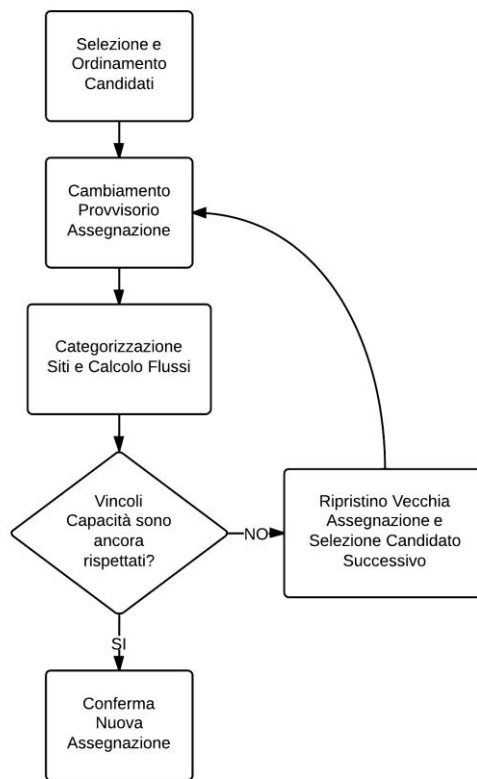 Selezione e
Ordinamento
Candidati
Cambiamento
Provvisorio
Assegnazione
Categorizzazione
Siti e Calcolo Flussi
Vincoli
Capacità sono
ancora
rispettati?
NO
Ripristino Vecchia
Assegnazione e
Selezione Candidato
Successivo
SI
Conferma
Nuova
Assegnazione